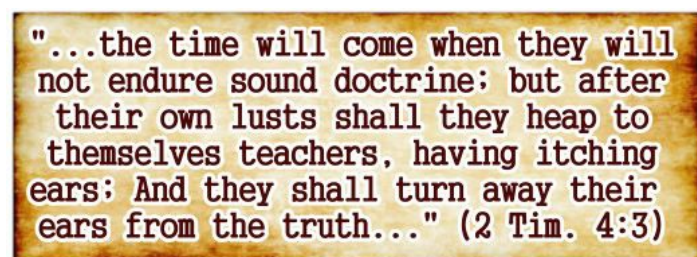 "...the time will come when they will
not endure sound doctrine; but after
their own lusts shall they heap to
themselves teachers, having itching
ears; And they shall turn away their
ears from the truth..." (2 Tim. 4:3)